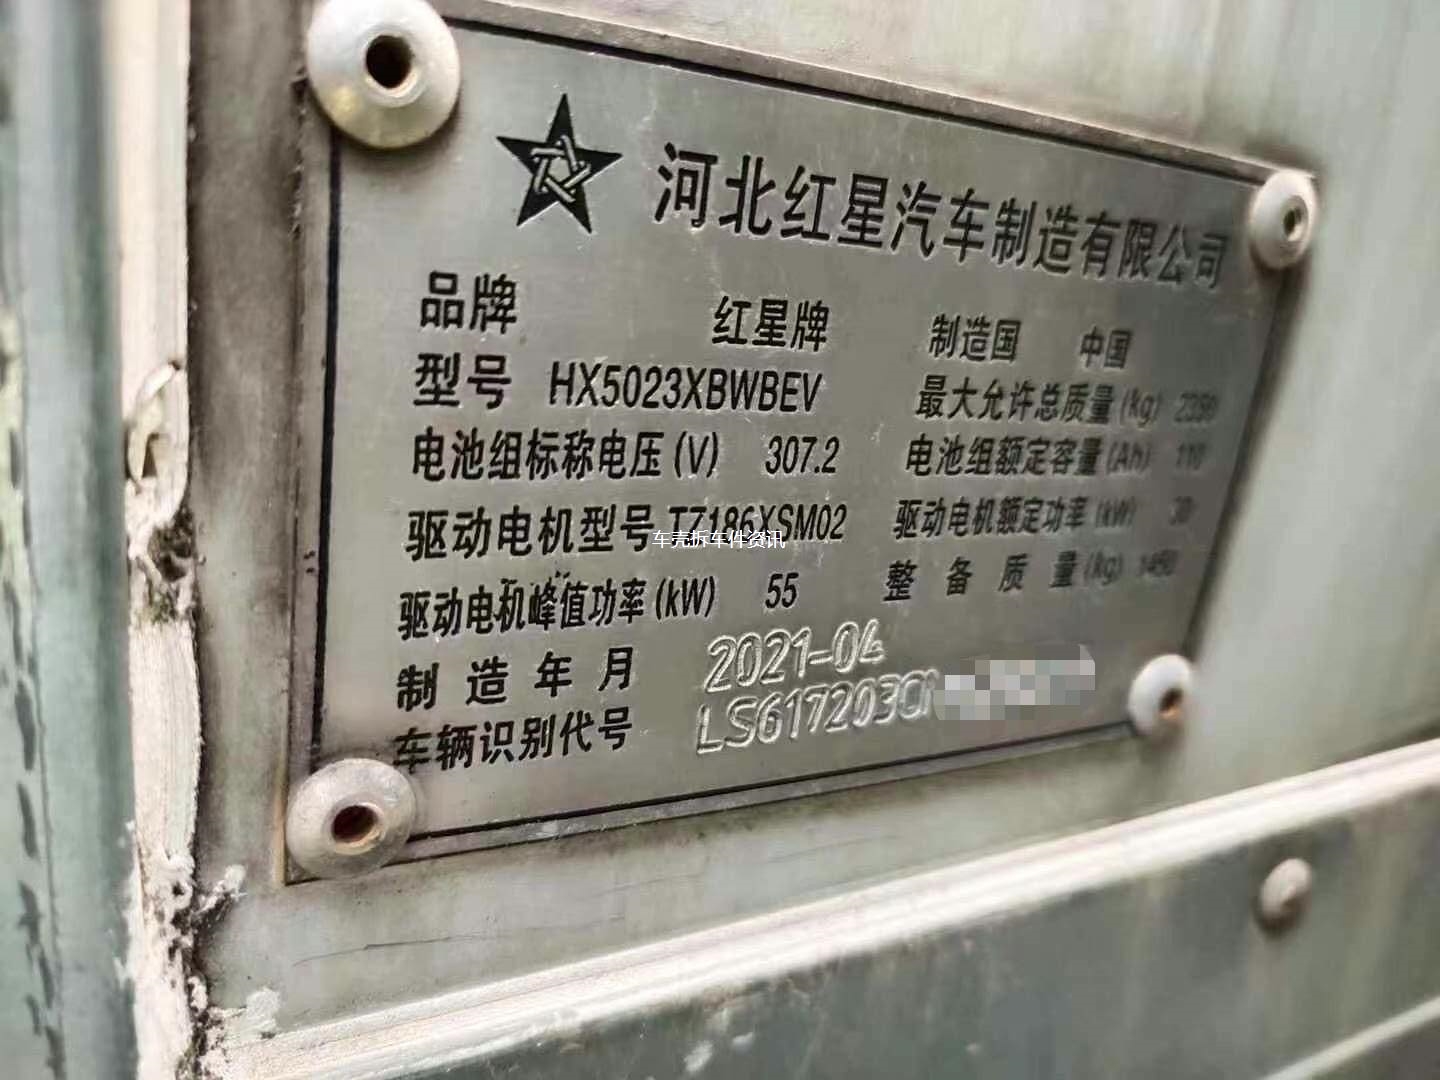 河北红星汽车制造有限公司
品牌 红星牌 制造国 中国
型号 HX5023XBWBEV 最大允许总质量(kg)
电池组标称电压(V) 307.2 电池组额定容量(Ah) 110
驱动电机型号 TZ186XSM02 驱动电机额定功率(kW) 30
车壳拆车件资讯
驱动电机峰值功率(kW) 55 整备质量(kg)
制造年月 2021-04
车辆识别代号 LS617203C